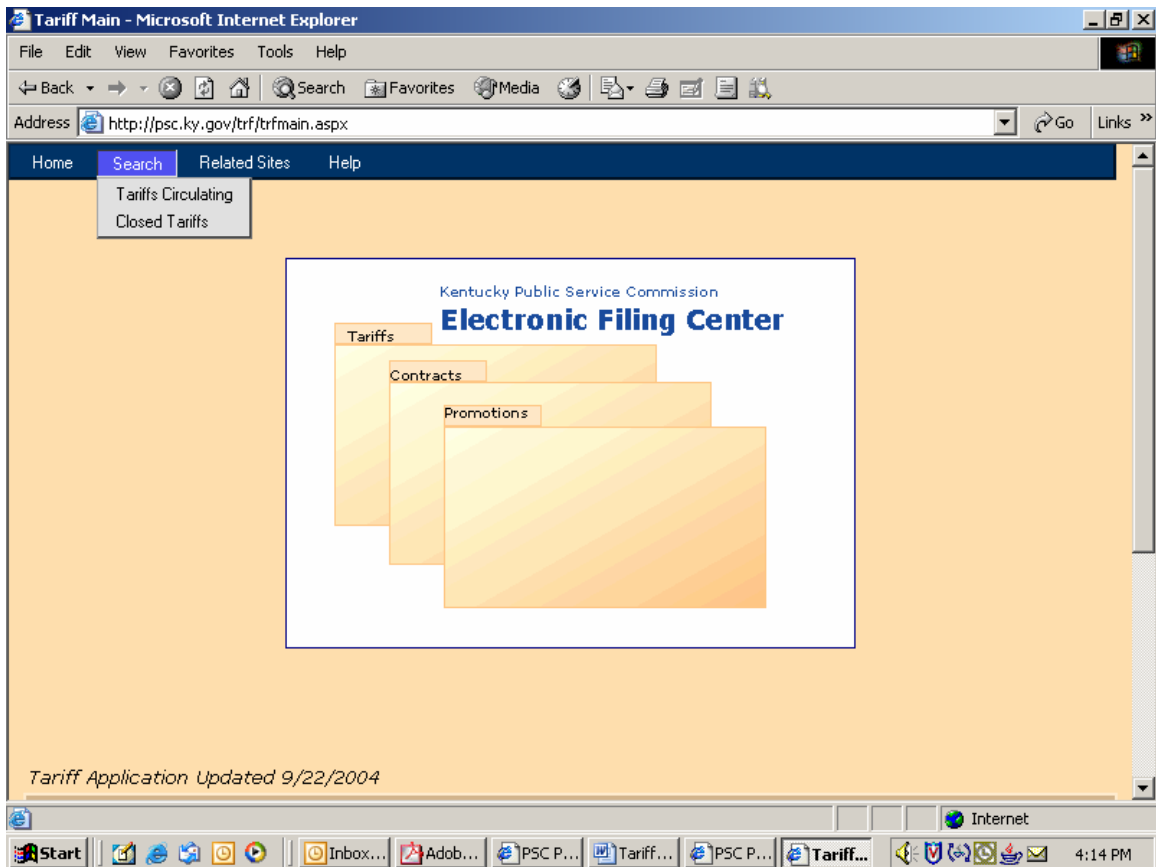 Tariff Main - Microsoft Internet Explorer
File Edit View Favorites Tools Help
Back Search Favorites Media
Address http://psc.ky.gov/trf/trfmain.aspx Go Links »
Home Search Related Sites Help
Tariffs Circulating
Closed Tariffs
Kentucky Public Service Commission
Electronic Filing Center
Tariffs
Contracts
Promotions
Tariff Application Updated 9/22/2004
Internet
Start Inbox... Adob... PSC P... Tariff... PSC P... Tariff... 4:14 PM